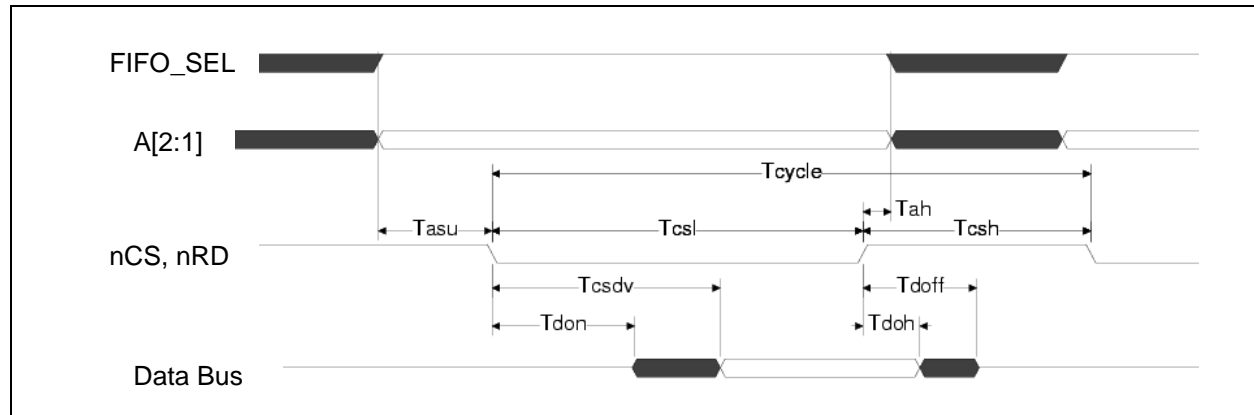 FIFO_SEL
A[2:1]
Tcycle
Tah
Tasu
Tcsl
Tcsh
nCS, nRD
Tcsdv
Tdoff
Tdon
Tdoh
Data Bus